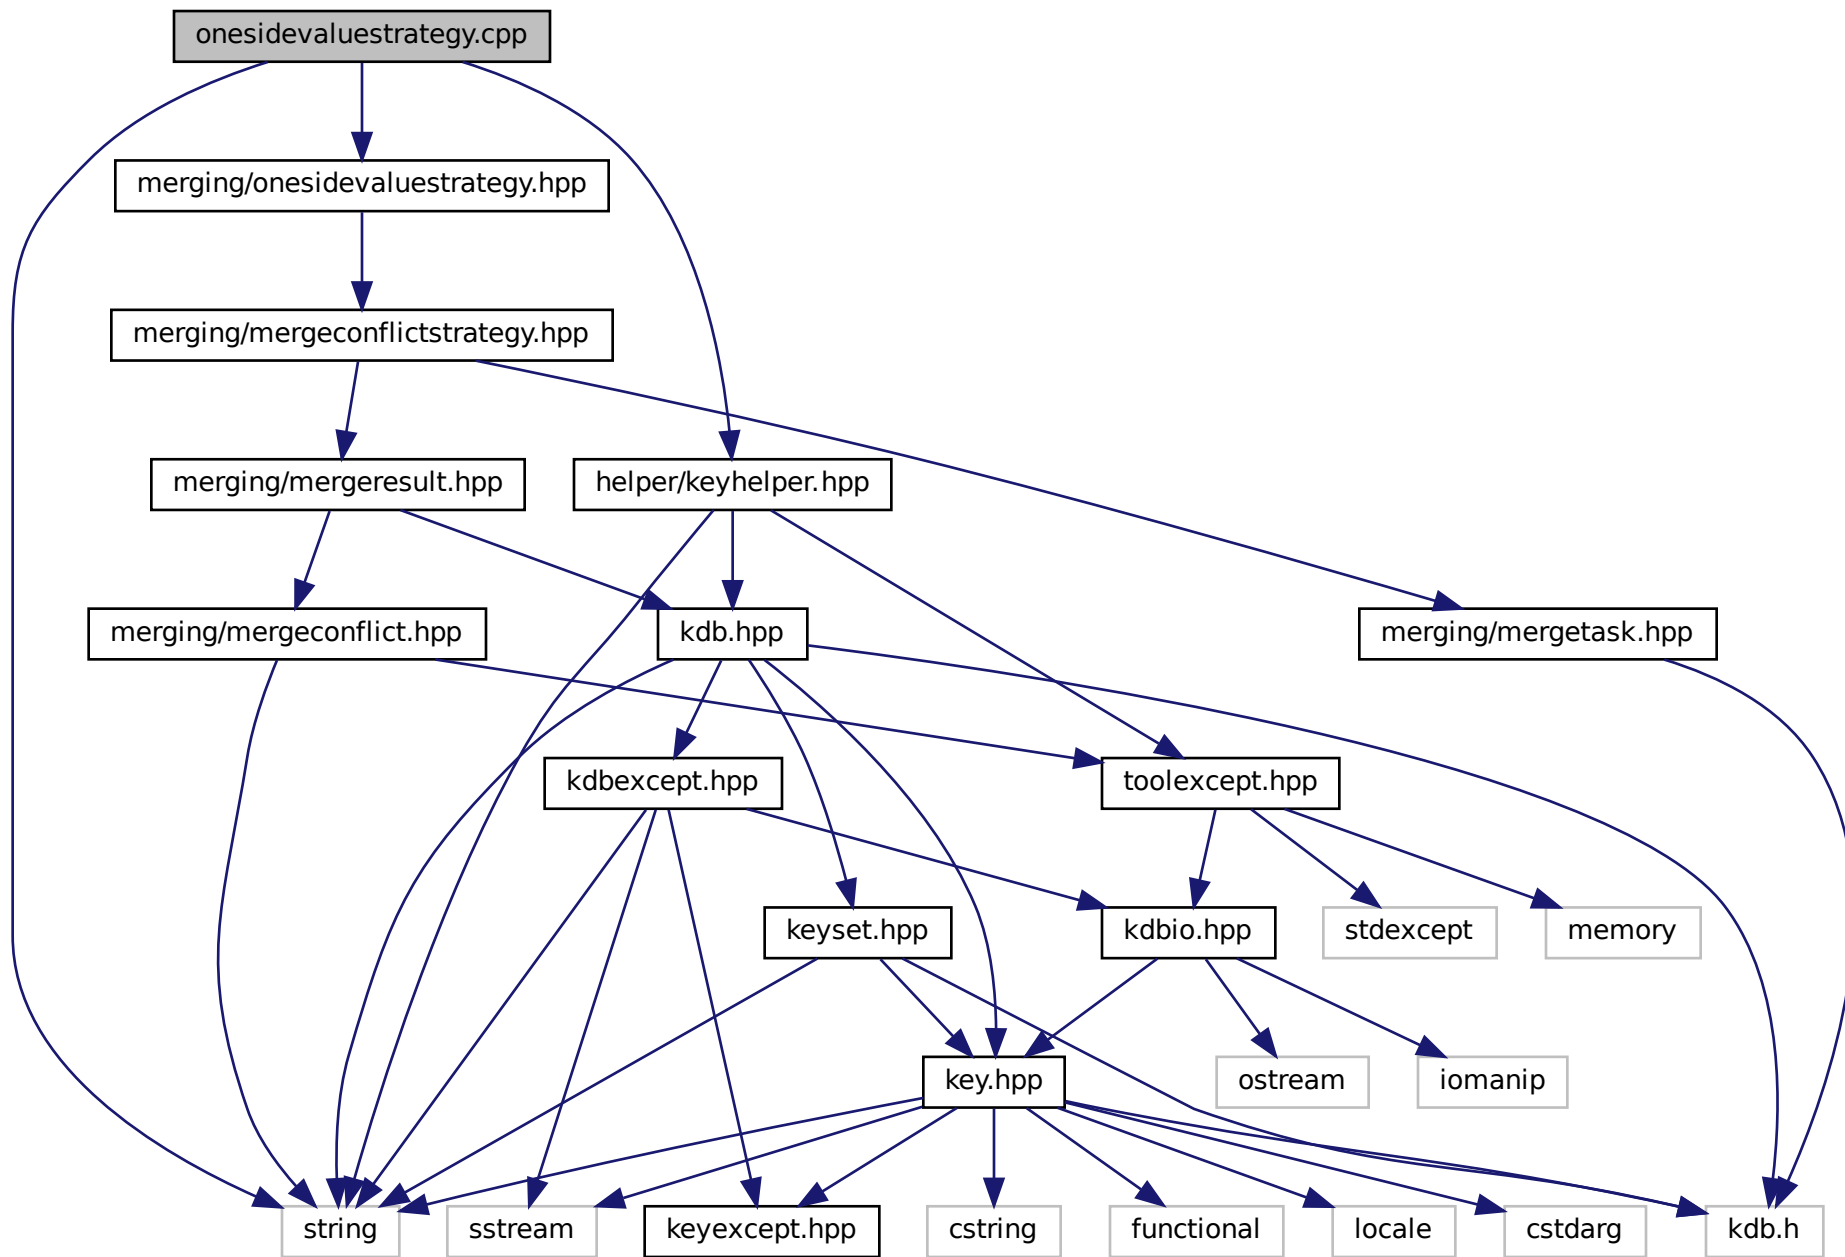 onesidevaluestrategy.cpp
merging/onesidevaluestrategy.hpp
merging/mergeconflictstrategy.hpp
merging/mergeresult.hpp
helper/keyhelper.hpp
merging/mergeconflict.hpp
kdb.hpp
merging/mergetask.hpp
kdbexcept.hpp
toolexcept.hpp
keyset.hpp
kdbio.hpp
stdexcept
memory
key.hpp
ostream
iomanip
string
sstream
keyexcept.hpp
cstring
functional
locale
cstdarg
kdb.h